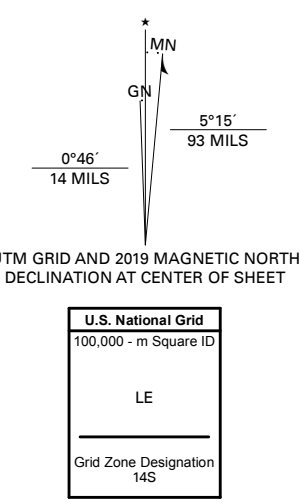 ★
MN
GN
5°15´
93 MILS
0°46´
14 MILS
UTM GRID AND 2019 MAGNETIC NORTH
DECLINATION AT CENTER OF SHEET
U.S. National Grid
100,000 - m Square ID
LE
Grid Zone Designation
14S